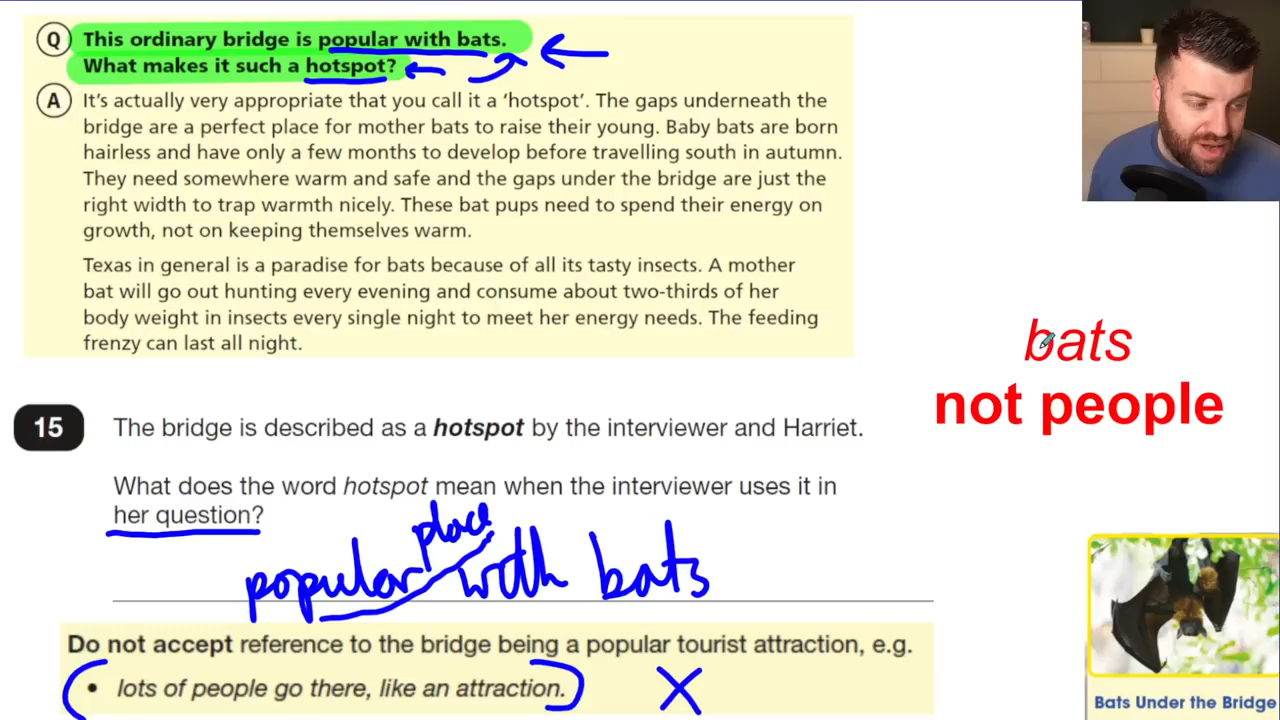 Q This ordinary bridge is popular with bats.
What makes it such a hotspot?
A It's actually very appropriate that you call it a 'hotspot'. The gaps underneath the
bridge are a perfect place for mother bats to raise their young. Baby bats are born
hairless and have only a few months to develop before travelling south in autumn.
They need somewhere warm and safe and the gaps under the bridge are just the
right width to trap warmth nicely. These bat pups need to spend their energy on
growth, not on keeping themselves warm.
Texas in general is a paradise for bats because of all its tasty insects. A mother
bat will go out hunting every evening and consume about two-thirds of her
body weight in insects every single night to meet her energy needs. The feeding
frenzy can last all night.
bats
not people
15 The bridge is described as a hotspot by the interviewer and Harriet.
What does the word hotspot mean when the interviewer uses it in
her question?
place
popular with bats
Do not accept reference to the bridge being a popular tourist attraction, e.g.
• lots of people go there, like an attraction.
Bats Under the Bridge